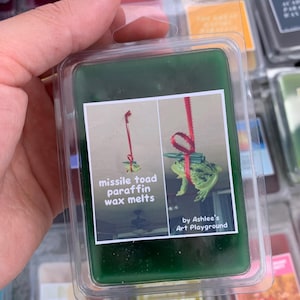 missile toad
paraffin
wax melts
by Ashlee's
Art Playground